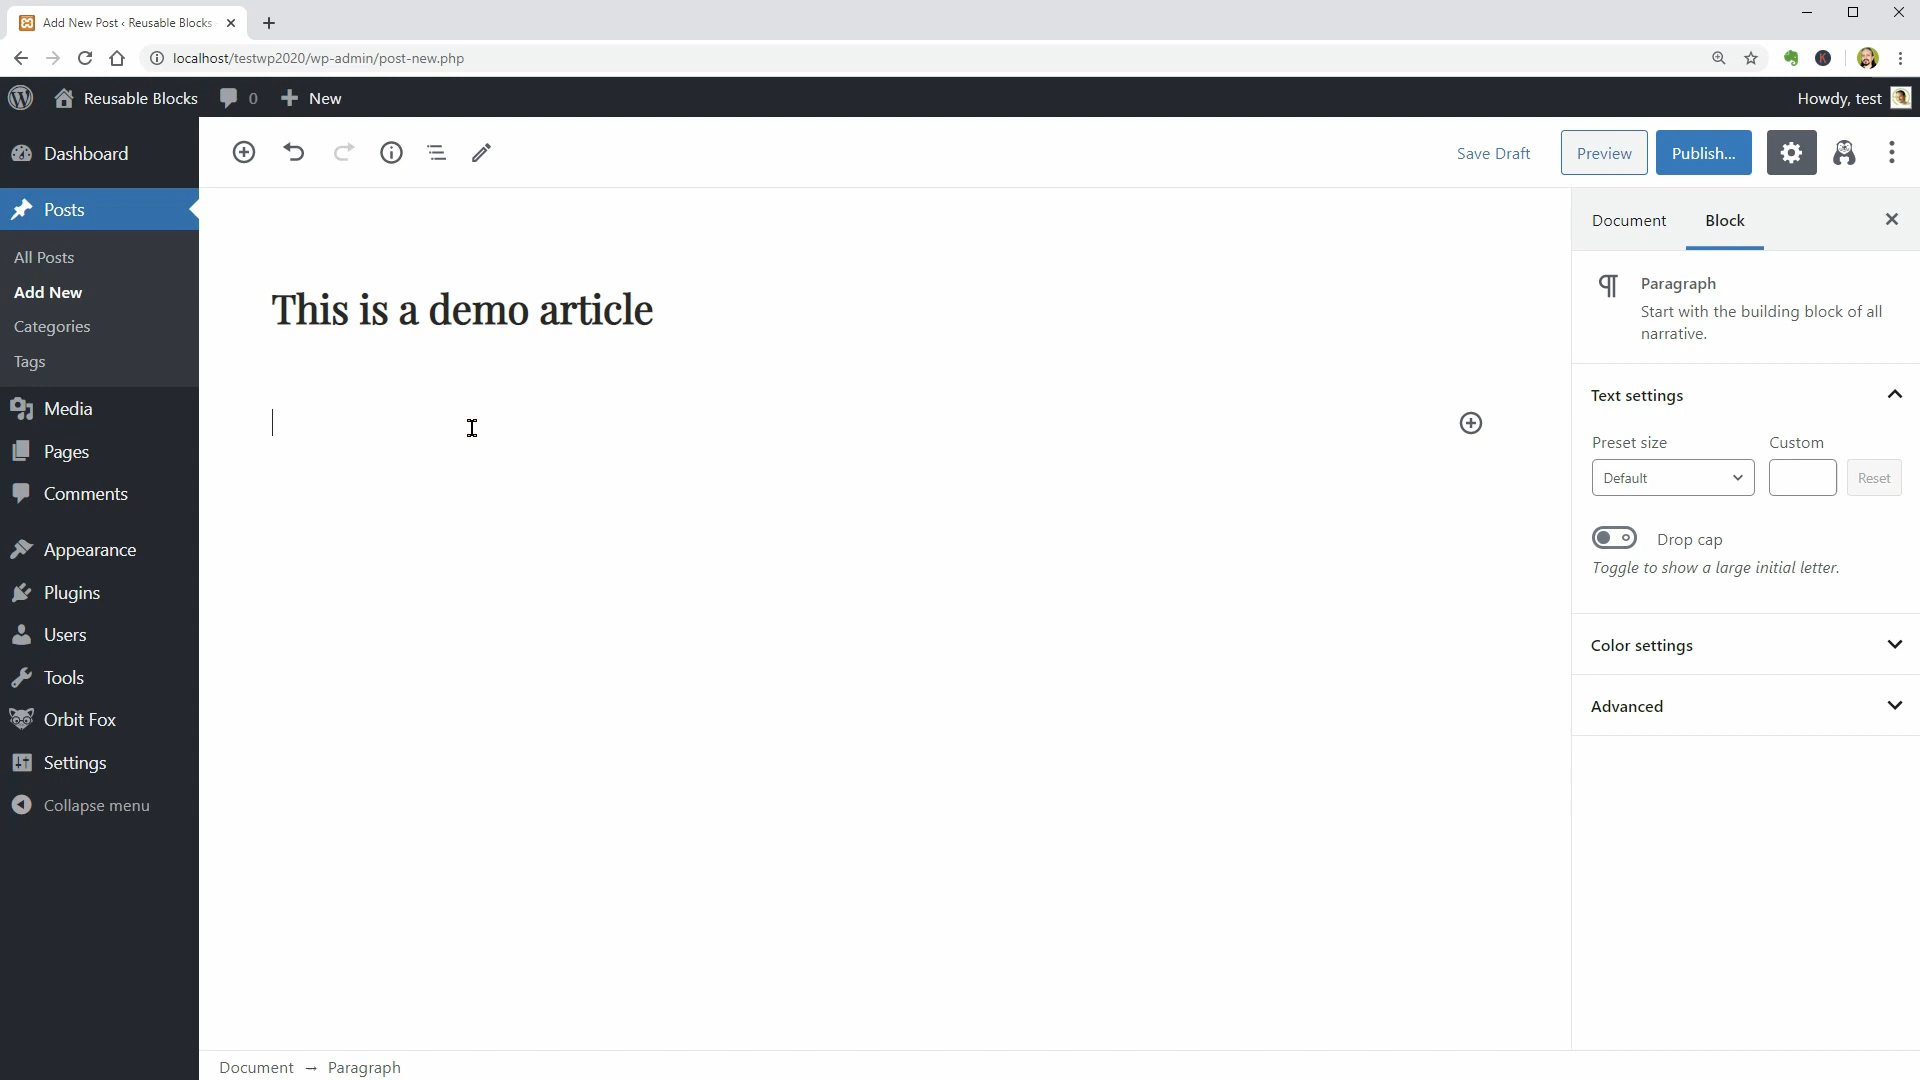 Add New Post ‹ Reusable Blocks
localhost/testwp2020/wp-admin/post-new.php
Reusable Blocks
0
New
Howdy, test
Dashboard
Posts
All Posts
Add New
Categories
Tags
Media
Pages
Comments
Appearance
Plugins
Users
Tools
Orbit Fox
Settings
Collapse menu
Save Draft
Preview
Publish...
This is a demo article
Document
Block
Paragraph
Start with the building block of all
narrative.
Text settings
Preset size
Custom
Default
Reset
Drop cap
Toggle to show a large initial letter.
Color settings
Advanced
Document → Paragraph